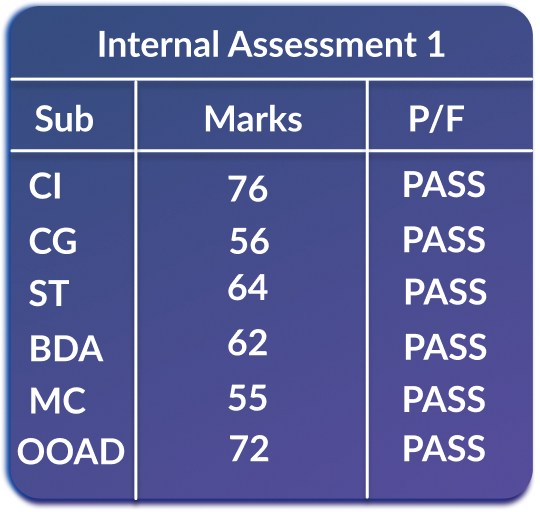 Internal Assessment 1
Sub Marks P/F
CI 76 PASS
CG 56 PASS
ST 64 PASS
BDA 62 PASS
MC 55 PASS
OOAD 72 PASS